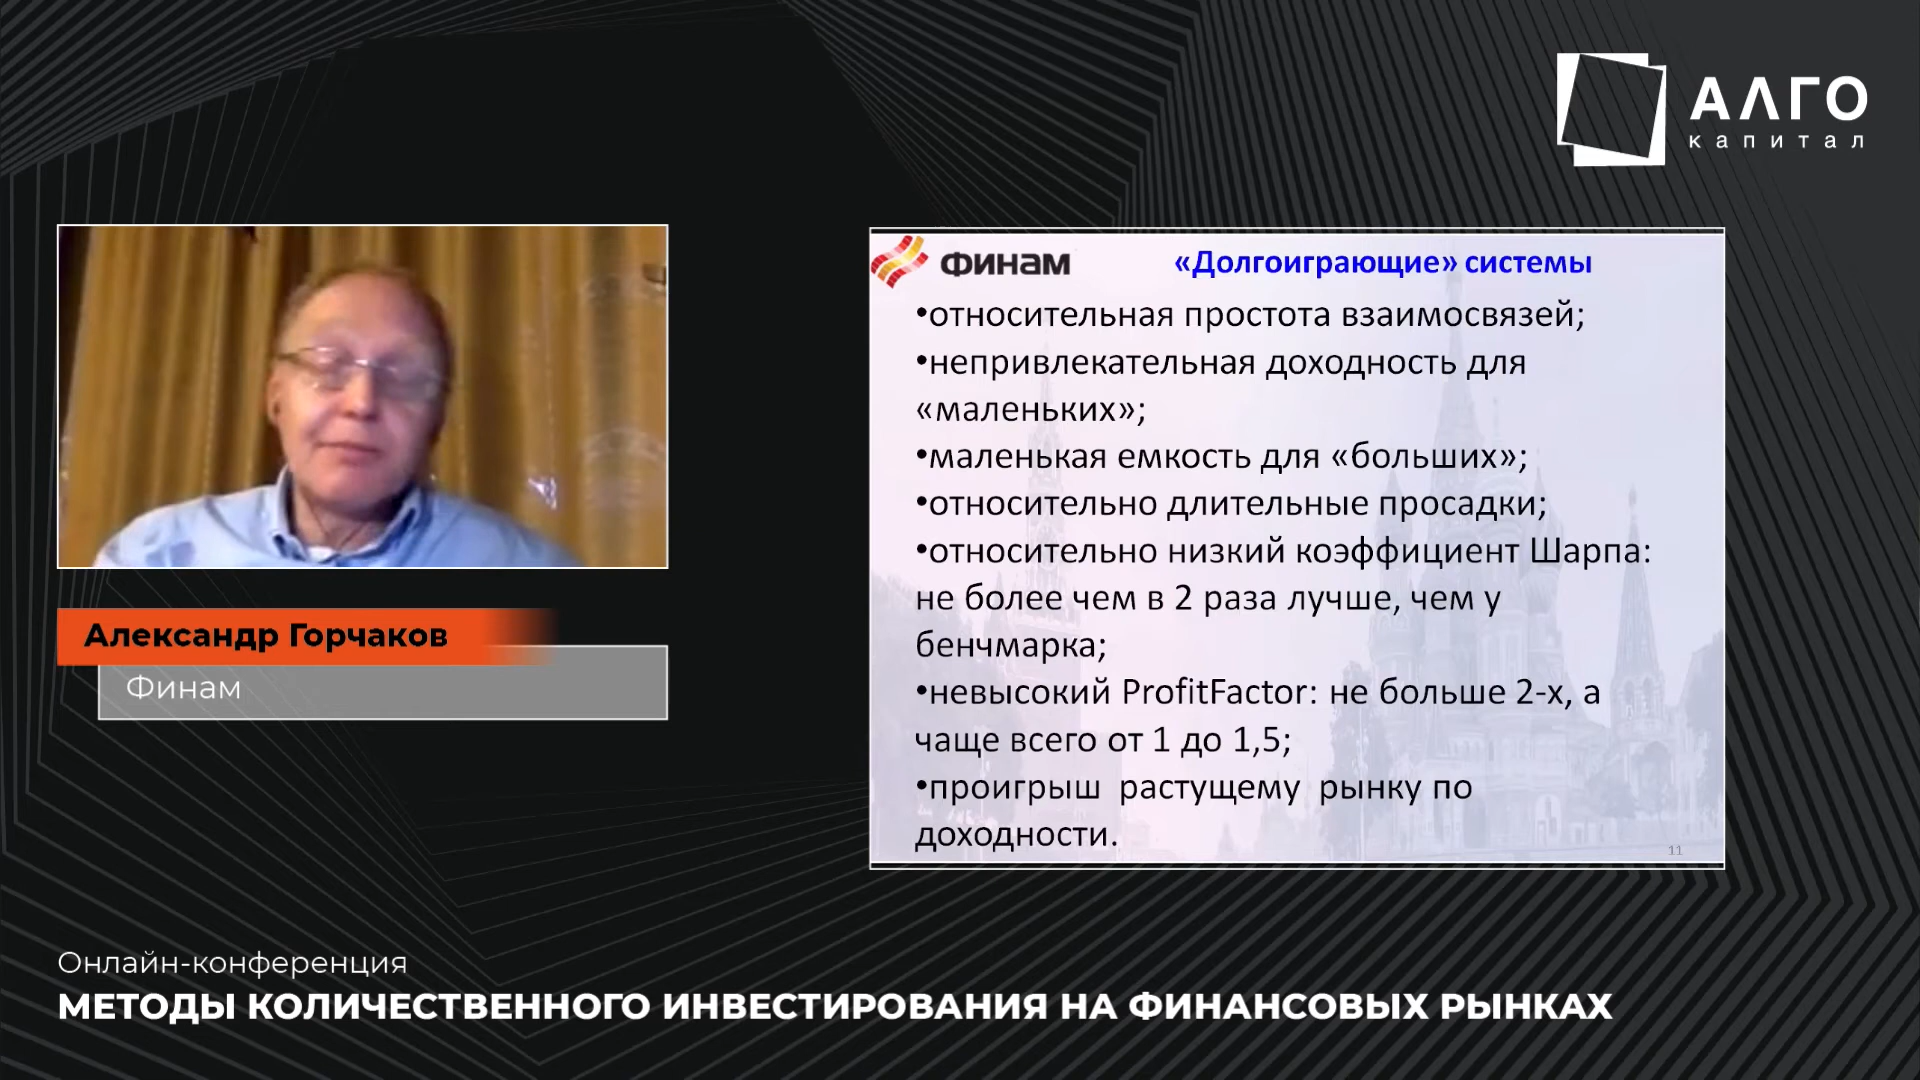 АЛГО
капитал
ФИНАМ
«Долгоиграющие» системы
•относительная простота взаимосвязей;
•непривлекательная доходность для
«маленьких»;
•маленькая емкость для «больших»;
•относительно длительные просадки;
•относительно низкий коэффициент Шарпа:
не более чем в 2 раза лучше, чем у
бенчмарка;
•невысокий ProfitFactor: не больше 2-х, а
чаще всего от 1 до 1,5;
•проигрыш растущему рынку по
доходности.
11
Александр Горчаков
Финам
Онлайн-конференция
МЕТОДЫ КОЛИЧЕСТВЕННОГО ИНВЕСТИРОВАНИЯ НА ФИНАНСОВЫХ РЫНКАХ